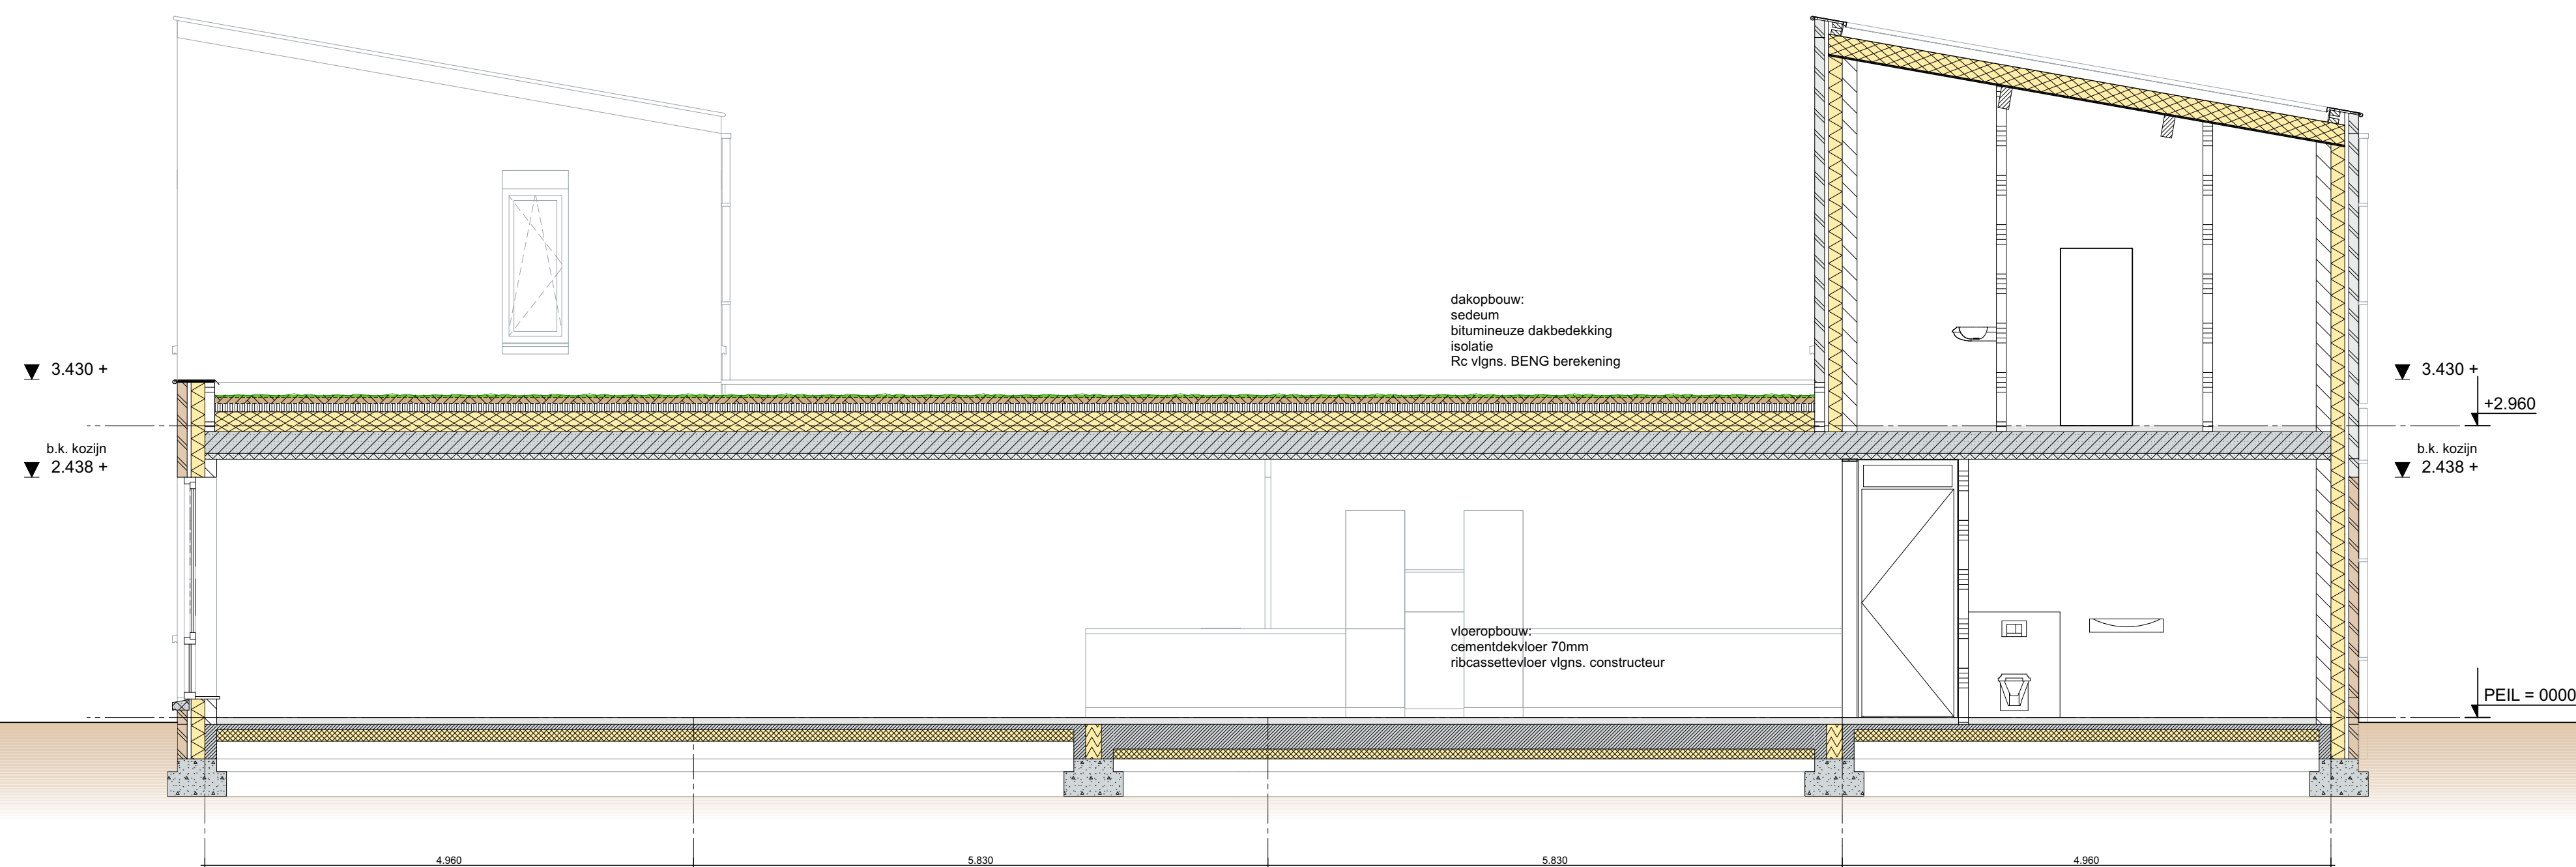 dakopbouw:
sedeum
bitumineuze dakbedekking
isolatie
Rc vlgns. BENG berekening
3.430 +
3.430 +
+2.960
b.k. kozijn
2.438 +
b.k. kozijn
2.438 +
vloeropbouw:
cementdekvloer 70mm
ribcassettevloer vlgns. constructeur
PEIL = 0000
4.960
5.830
5.830
4.960